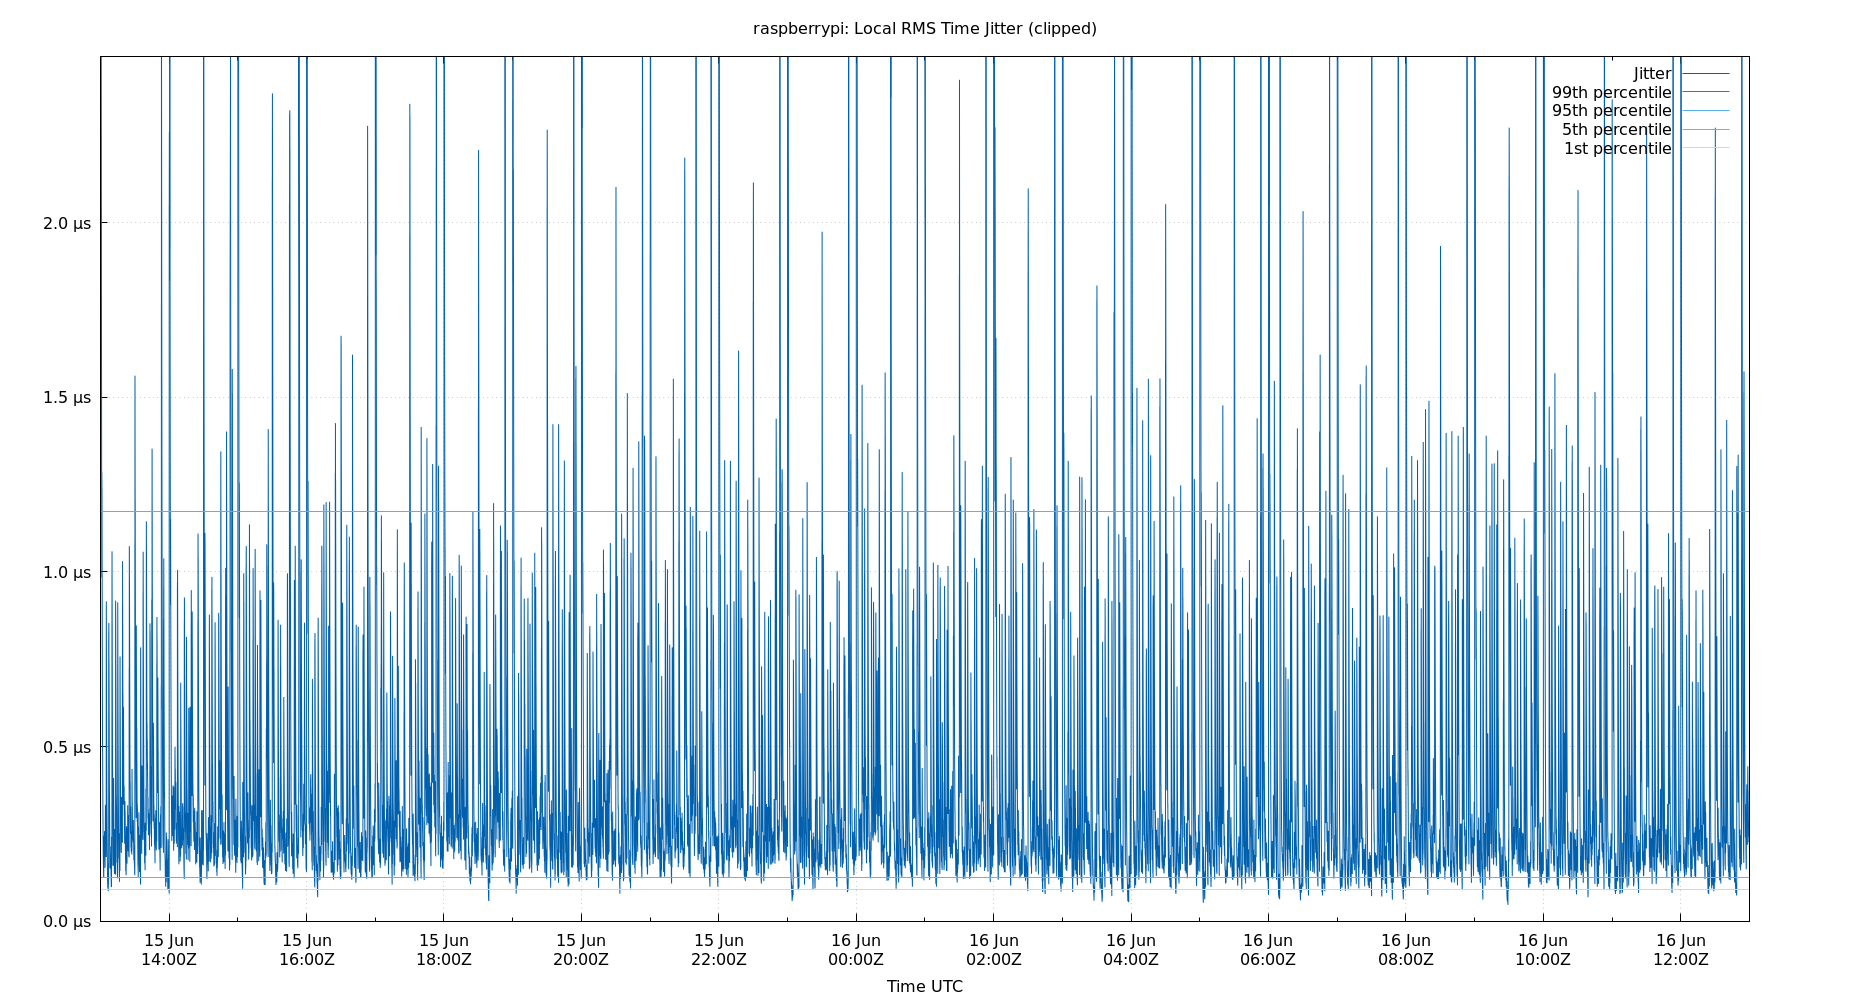 raspberrypi: Local RMS Time Jitter (clipped)
Jitter
99th percentile
95th percentile
5th percentile
1st percentile
2.0 µs
1.5 µs
1.0 µs
0.5 µs
0.0 µs
15 Jun 15 Jun 15 Jun 15 Jun 15 Jun 16 Jun 16 Jun 16 Jun 16 Jun 16 Jun 16 Jun 16 Jun
14:00Z 16:00Z 18:00Z 20:00Z 22:00Z 00:00Z 02:00Z 04:00Z 06:00Z 08:00Z 10:00Z 12:00Z
Time UTC